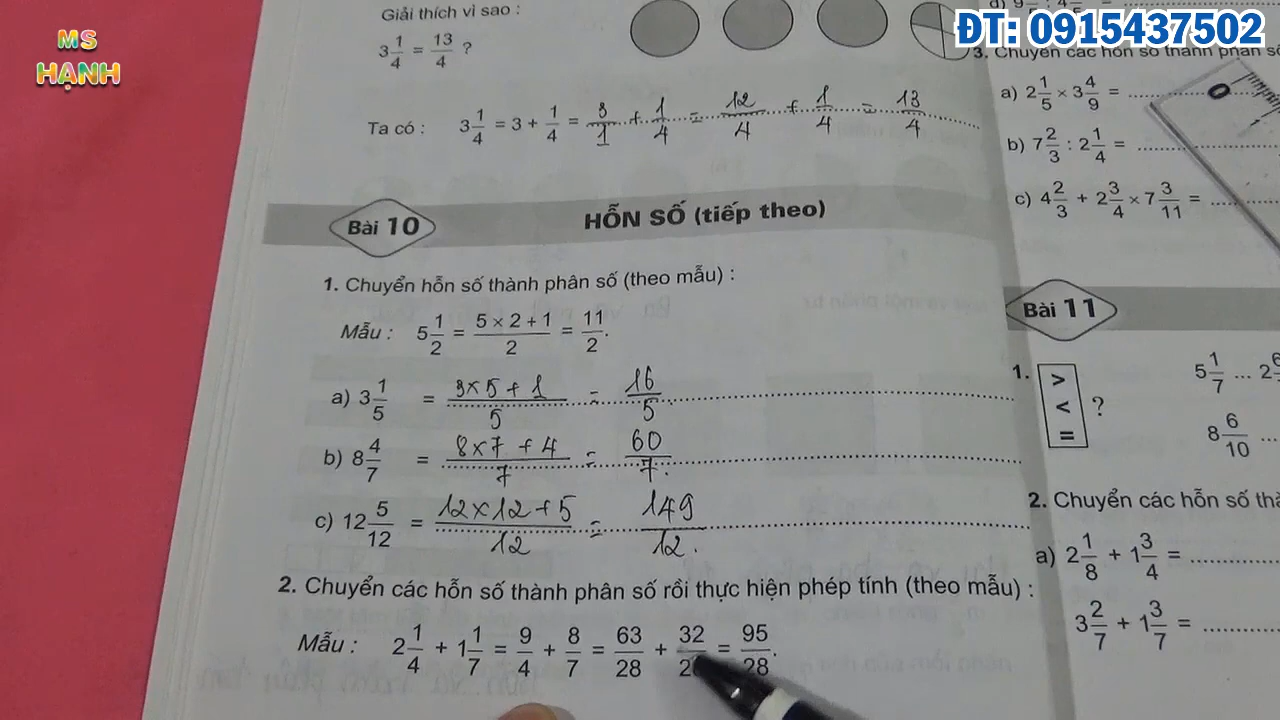 MS
HẠNH
ĐT: 0915437502
Giải thích vì sao :
3 1/4 = 13/4 ?
Ta có : 3 1/4 = 3 + 1/4 = 3/1 + 1/4 = 12/4 + 1/4 = 13/4
Bài 10 HỖN SỐ (tiếp theo)
1. Chuyển hỗn số thành phân số (theo mẫu) :
Mẫu : 5 1/2 = (5 × 2 + 1)/2 = 11/2.
a) 3 1/5 = (3×5 + 1)/5 = 16/5.
b) 8 4/7 = (8×7 + 4)/7 = 60/7.
c) 12 5/12 = (12×12 + 5)/12 = 149/12.
2. Chuyển các hỗn số thành phân số rồi thực hiện phép tính (theo mẫu) :
Mẫu : 2 1/4 + 1 1/7 = 9/4 + 8/7 = 63/28 + 32/2 = 95/28.
3. Chuyển các hỗn số thành phân số
a) 2 1/5 × 3 4/9 = ..........
b) 7 2/3 : 2 1/4 = ..........
c) 4 2/3 + 2 3/4 × 7 3/11 = ....
0
Bài 11
1. > < = ?
5 1/7 ... 2
8 6/10 ...
2. Chuyển các hỗn số
a) 2 1/8 + 1 3/4 = ..........
3 2/7 + 1 3/7 = ..........